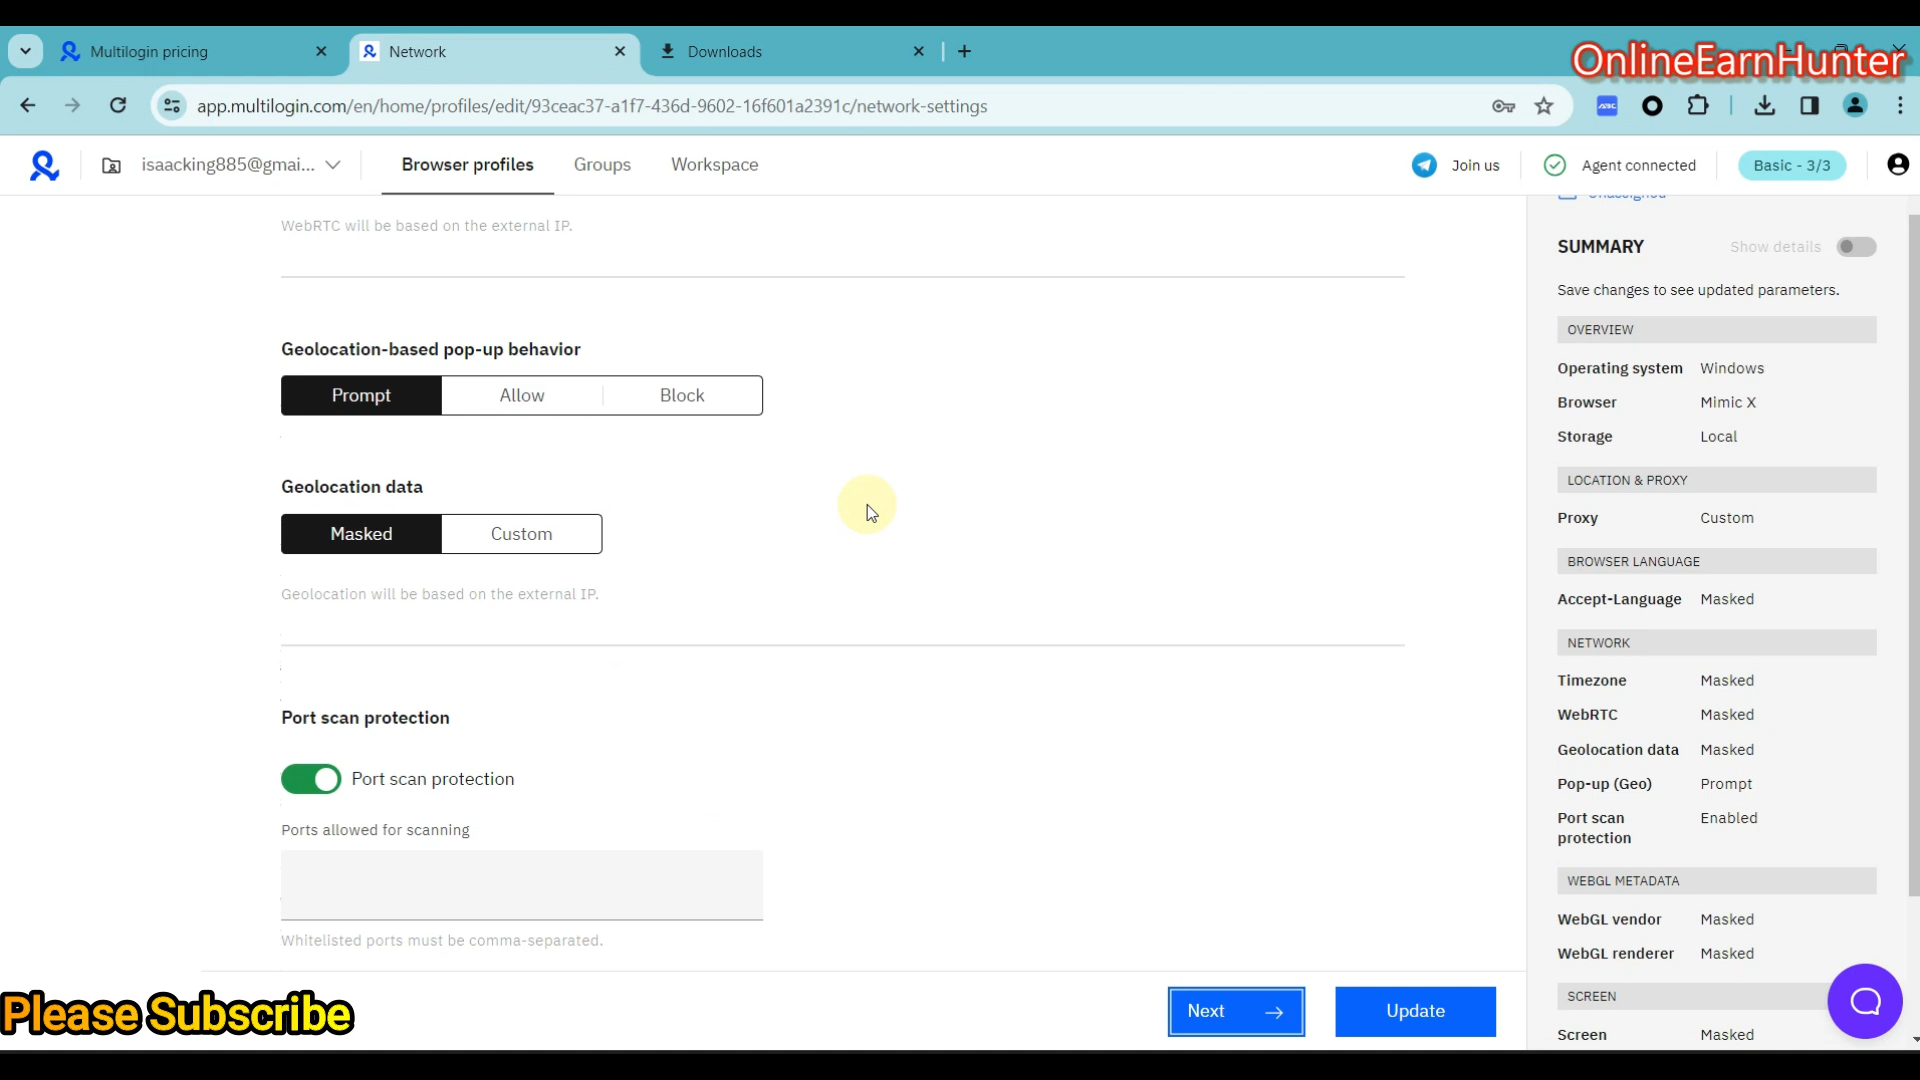 Multilogin pricing
Network
Downloads
OnlineEarnHunter
app.multilogin.com/en/home/profiles/edit/93ceac37-a1f7-436d-9602-16f601a2391c/network-settings
isaacking885@gmai...
Browser profiles
Groups
Workspace
Join us
Agent connected
Basic - 3/3
WebRTC will be based on the external IP.
Geolocation-based pop-up behavior
Prompt
Allow
Block
Geolocation data
Masked
Custom
Geolocation will be based on the external IP.
Port scan protection
Port scan protection
Ports allowed for scanning
Whitelisted ports must be comma-separated.
Next
Update
Please Subscribe
Unassigned
SUMMARY
Show details
Save changes to see updated parameters.
OVERVIEW
Operating system Windows
Browser Mimic X
Storage Local
LOCATION & PROXY
Proxy Custom
BROWSER LANGUAGE
Accept-Language Masked
NETWORK
Timezone Masked
WebRTC Masked
Geolocation data Masked
Pop-up (Geo) Prompt
Port scan protection Enabled
WEBGL METADATA
WebGL vendor Masked
WebGL renderer Masked
SCREEN
Screen Masked